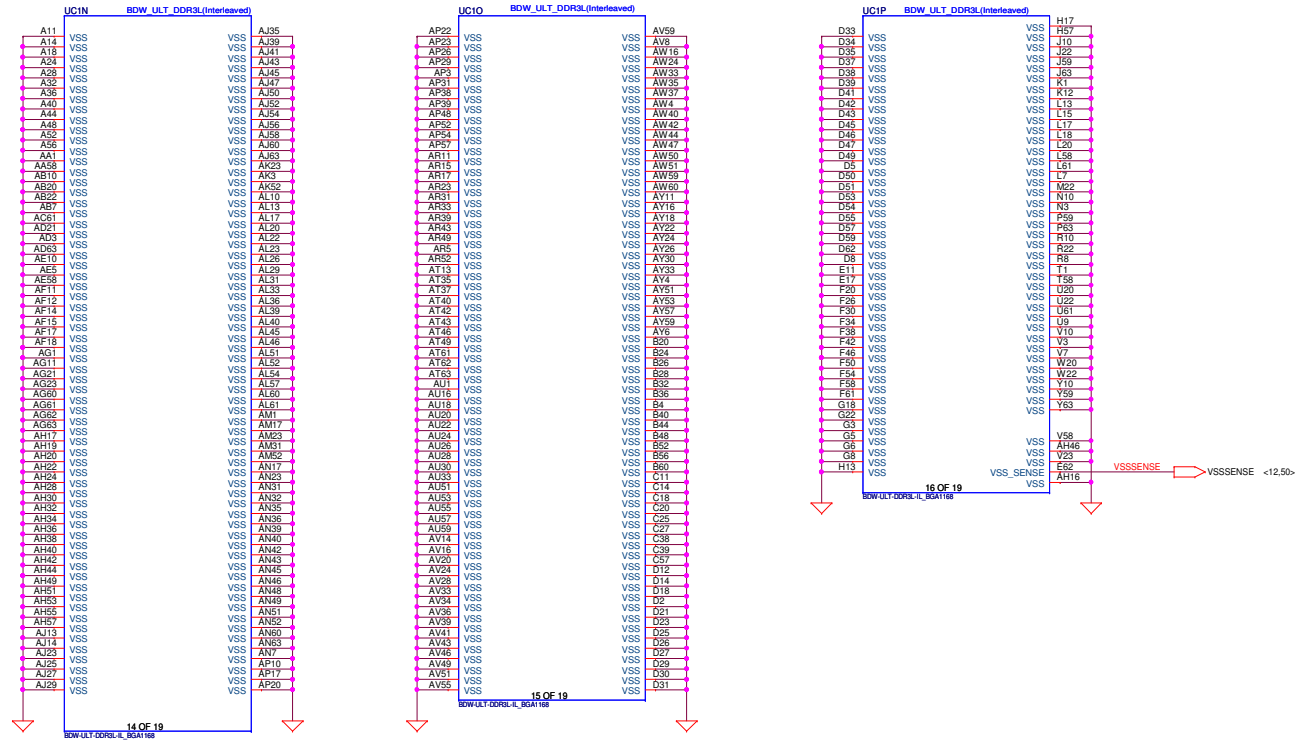 UC1N BDW_ULT_DDR3L(Interleaved)
A11 VSS VSS AJ35
A14 VSS VSS AJ39
A18 VSS VSS AJ41
A24 VSS VSS AJ43
A28 VSS VSS AJ45
A32 VSS VSS AJ47
A36 VSS VSS AJ50
A40 VSS VSS AJ52
A44 VSS VSS AJ54
A48 VSS VSS AJ56
A52 VSS VSS AJ58
A56 VSS VSS AJ60
AA1 VSS VSS AJ63
AA58 VSS VSS AK23
AB10 VSS VSS AK3
AB20 VSS VSS AK52
AB22 VSS VSS AL10
AB7 VSS VSS AL13
AC61 VSS VSS AL17
AD21 VSS VSS AL20
AD3 VSS VSS AL22
AD63 VSS VSS AL23
AE10 VSS VSS AL26
AE5 VSS VSS AL29
AE58 VSS VSS AL31
AF11 VSS VSS AL33
AF12 VSS VSS AL36
AF14 VSS VSS AL39
AF15 VSS VSS AL40
AF17 VSS VSS AL45
AF18 VSS VSS AL46
AG1 VSS VSS AL51
AG11 VSS VSS AL52
AG21 VSS VSS AL54
AG23 VSS VSS AL57
AG60 VSS VSS AL60
AG61 VSS VSS AL61
AG62 VSS VSS AM1
AG63 VSS VSS AM17
AH17 VSS VSS AM23
AH19 VSS VSS AM31
AH20 VSS VSS AM52
AH22 VSS VSS AN17
AH24 VSS VSS AN23
AH28 VSS VSS AN31
AH30 VSS VSS AN32
AH32 VSS VSS AN35
AH34 VSS VSS AN36
AH36 VSS VSS AN39
AH38 VSS VSS AN40
AH40 VSS VSS AN42
AH42 VSS VSS AN43
AH44 VSS VSS AN45
AH49 VSS VSS AN46
AH51 VSS VSS AN48
AH53 VSS VSS AN49
AH55 VSS VSS AN51
AH57 VSS VSS AN52
AJ13 VSS VSS AN60
AJ14 VSS VSS AN63
AJ23 VSS VSS AN7
AJ25 VSS VSS AP10
AJ27 VSS VSS AP17
AJ29 VSS VSS AP20
14 OF 19
BDW-ULT-DDR3L-IL_BGA1168
UC1O BDW_ULT_DDR3L(Interleaved)
AP22 VSS VSS AV59
AP23 VSS VSS AV8
AP26 VSS VSS AW16
AP29 VSS VSS AW24
AP3 VSS VSS AW33
AP31 VSS VSS AW35
AP38 VSS VSS AW37
AP39 VSS VSS AW4
AP48 VSS VSS AW40
AP52 VSS VSS AW42
AP54 VSS VSS AW44
AP57 VSS VSS AW47
AR11 VSS VSS AW50
AR15 VSS VSS AW51
AR17 VSS VSS AW59
AR23 VSS VSS AW60
AR31 VSS VSS AY11
AR33 VSS VSS AY16
AR39 VSS VSS AY18
AR43 VSS VSS AY22
AR49 VSS VSS AY24
AR5 VSS VSS AY26
AR52 VSS VSS AY30
AT13 VSS VSS AY33
AT35 VSS VSS AY4
AT37 VSS VSS AY51
AT40 VSS VSS AY53
AT42 VSS VSS AY57
AT43 VSS VSS AY59
AT46 VSS VSS AY6
AT49 VSS VSS B20
AT61 VSS VSS B24
AT62 VSS VSS B26
AT63 VSS VSS B28
AU1 VSS VSS B32
AU16 VSS VSS B36
AU18 VSS VSS B4
AU20 VSS VSS B40
AU22 VSS VSS B44
AU24 VSS VSS B48
AU26 VSS VSS B52
AU28 VSS VSS B56
AU30 VSS VSS B60
AU33 VSS VSS C11
AU51 VSS VSS C14
AU53 VSS VSS C18
AU55 VSS VSS C20
AU57 VSS VSS C25
AU59 VSS VSS C27
AV14 VSS VSS C38
AV16 VSS VSS C39
AV20 VSS VSS C57
AV24 VSS VSS D12
AV28 VSS VSS D14
AV33 VSS VSS D18
AV34 VSS VSS D2
AV36 VSS VSS D21
AV39 VSS VSS D23
AV41 VSS VSS D25
AV43 VSS VSS D26
AV46 VSS VSS D27
AV49 VSS VSS D29
AV51 VSS VSS D30
AV55 VSS VSS D31
15 OF 19
BDW-ULT-DDR3L-IL_BGA1168
UC1P BDW_ULT_DDR3L(Interleaved)
VSS H17
D33 VSS VSS H57
D34 VSS VSS J10
D35 VSS VSS J22
D37 VSS VSS J59
D38 VSS VSS J63
D39 VSS VSS K1
D41 VSS VSS K12
D42 VSS VSS L13
D43 VSS VSS L15
D45 VSS VSS L17
D46 VSS VSS L18
D47 VSS VSS L20
D49 VSS VSS L58
D5 VSS VSS L61
D50 VSS VSS L7
D51 VSS VSS M22
D53 VSS VSS N10
D54 VSS VSS N3
D55 VSS VSS P59
D57 VSS VSS P63
D59 VSS VSS R10
D62 VSS VSS R22
D8 VSS VSS R8
E11 VSS VSS T1
E17 VSS VSS T58
F20 VSS VSS U20
F26 VSS VSS U22
F30 VSS VSS U61
F34 VSS VSS U9
F38 VSS VSS V10
F42 VSS VSS V3
F46 VSS VSS V7
F50 VSS VSS W20
F54 VSS VSS W22
F58 VSS VSS Y10
F61 VSS VSS Y59
G18 VSS VSS Y63
G22 VSS
G3 VSS
G5 VSS VSS V58
G6 VSS VSS AH46
G8 VSS VSS V23
H13 VSS VSS_SENSE E62 VSSSENSE VSSSENSE <12,50>
VSS AH16
16 OF 19
BDW-ULT-DDR3L-IL_BGA1168